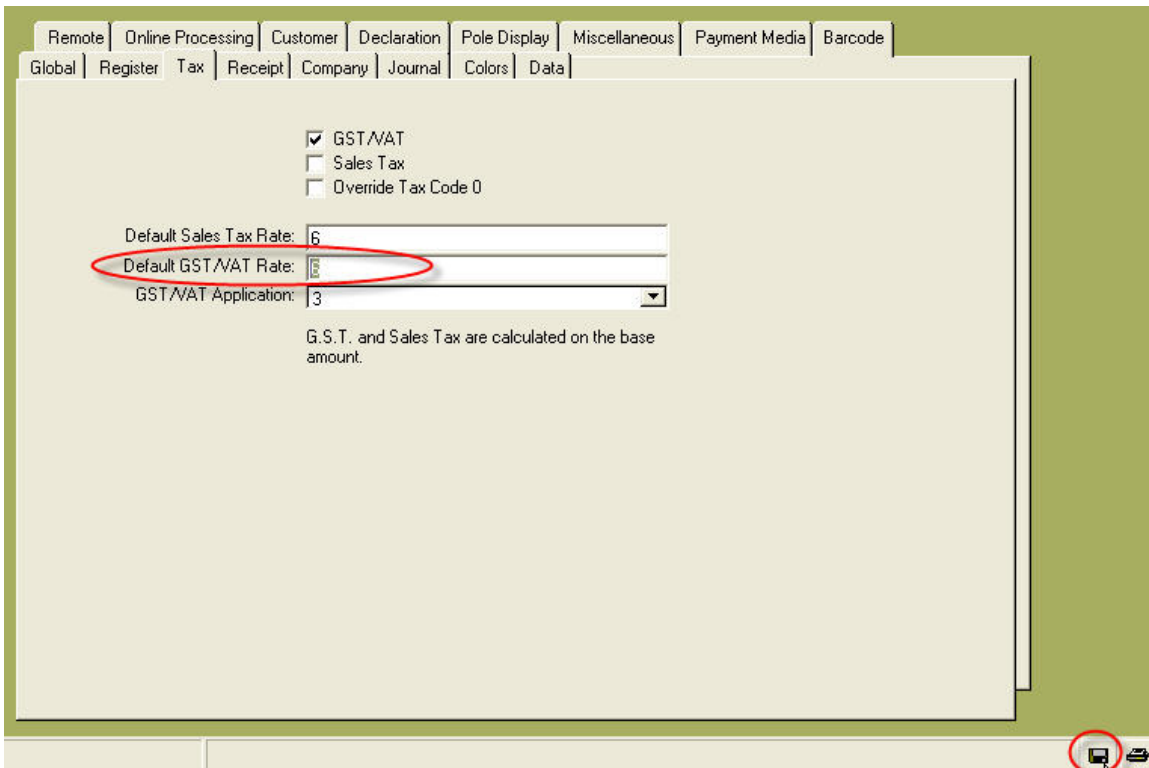 Remote Online Processing Customer Declaration Pole Display Miscellaneous Payment Media Barcode
Global Register Tax Receipt Company Journal Colors Data
GST/VAT
Sales Tax
Override Tax Code 0
Default Sales Tax Rate: 6
Default GST/VAT Rate:
GST/VAT Application: 3
G.S.T. and Sales Tax are calculated on the base
amount.